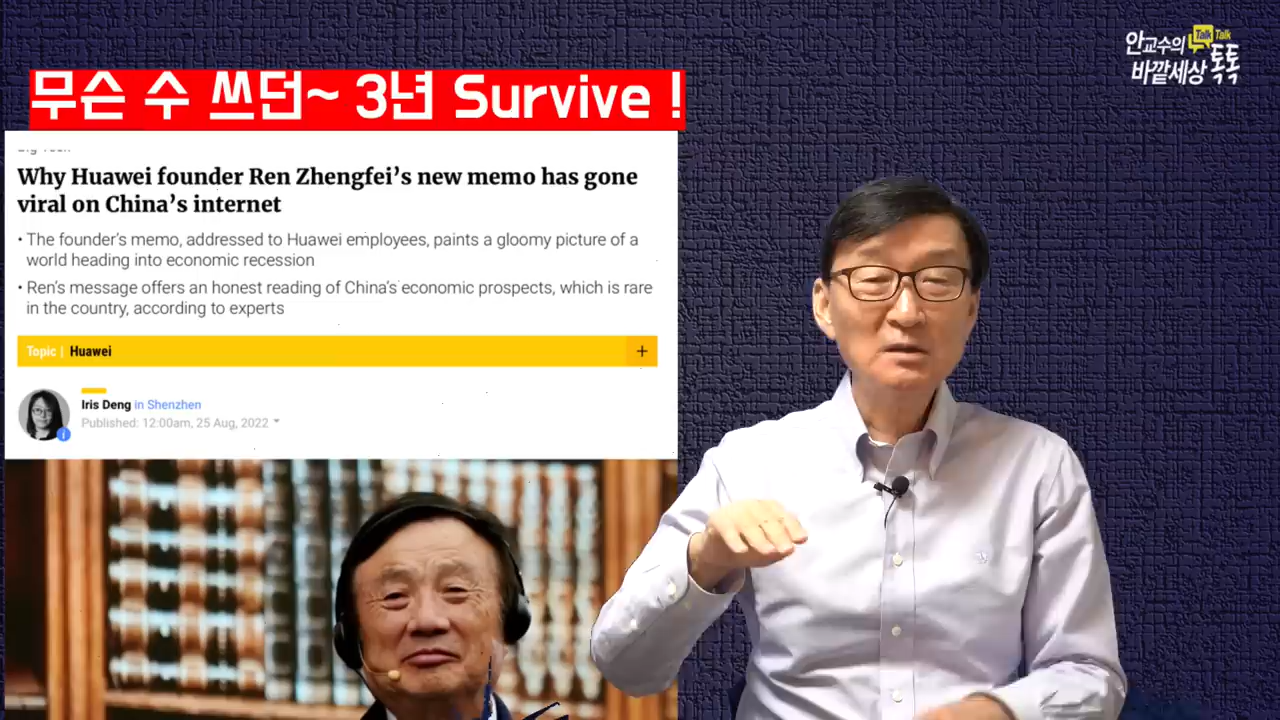 안교수의 Talk Talk
바깥세상 톡톡
무슨 수 쓰던~ 3년 Survive !
Big Tech
Why Huawei founder Ren Zhengfei’s new memo has gone
viral on China’s internet
• The founder’s memo, addressed to Huawei employees, paints a gloomy picture of a
world heading into economic recession
• Ren’s message offers an honest reading of China’s economic prospects, which is rare
in the country, according to experts
Topic | Huawei +
Iris Deng in Shenzhen
i Published: 12:00am, 25 Aug, 2022